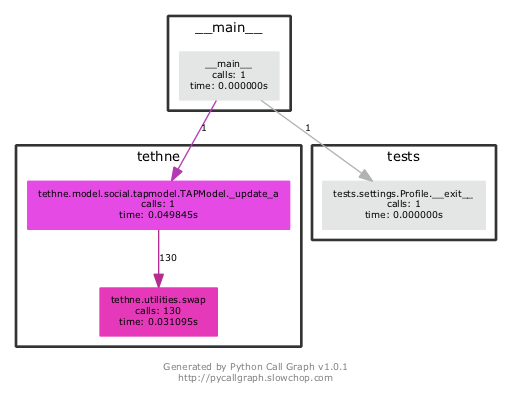 __main__
__main__
calls: 1
time: 0.000000s
1
1
tethne
tests
tethne.model.social.tapmodel.TAPModel._update_a
calls: 1
time: 0.049845s
tests.settings.Profile.__exit__
calls: 1
time: 0.000000s
130
tethne.utilities.swap
calls: 130
time: 0.031095s
Generated by Python Call Graph v1.0.1
http://pycallgraph.slowchop.com